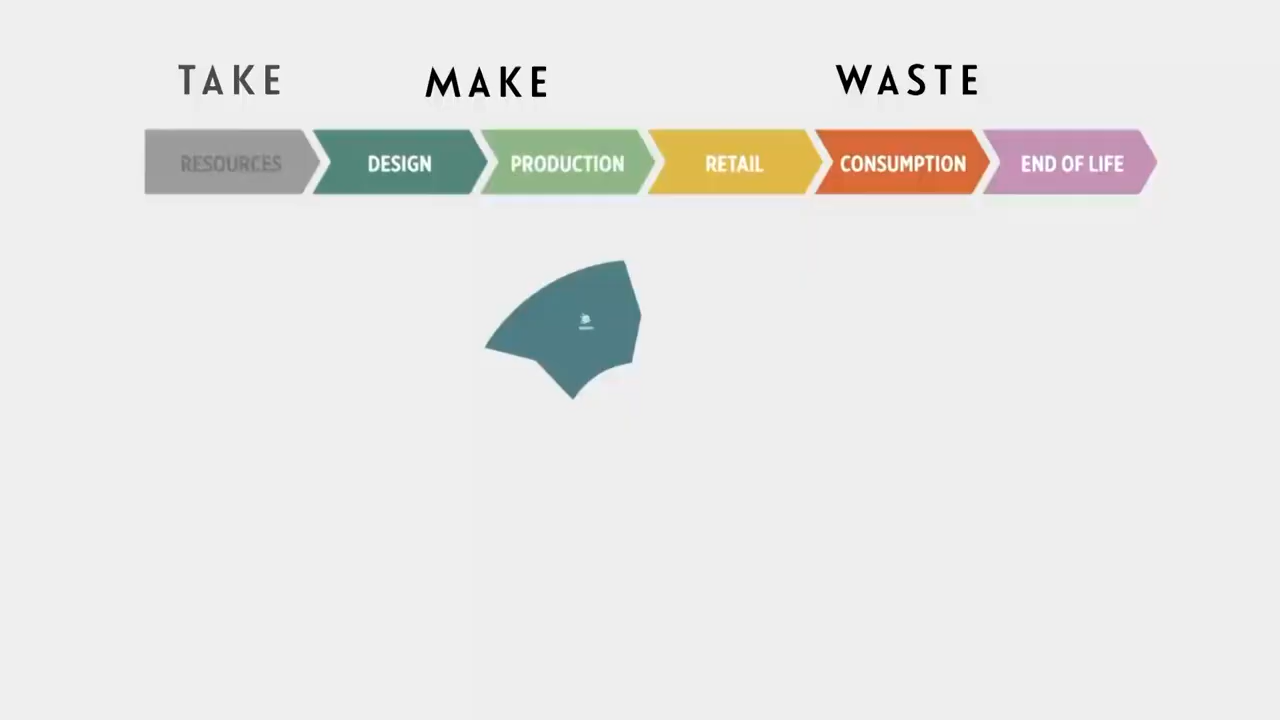 TAKE MAKE WASTE
RESOURCES DESIGN PRODUCTION RETAIL CONSUMPTION END OF LIFE